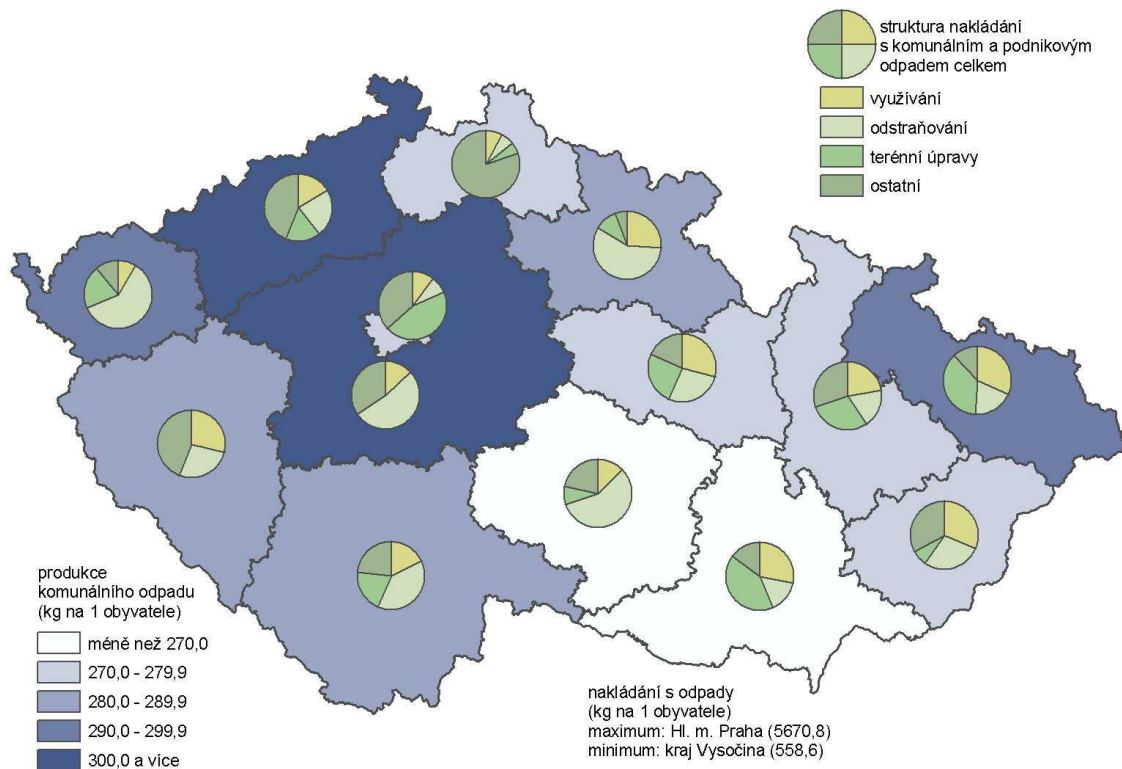 struktura nakládání
s komunálním a podnikovým
odpadem celkem
využívání
odstraňování
terénní úpravy
ostatní
produkce
komunálního odpadu
(kg na 1 obyvatele)
méně než 270,0
270,0 - 279,9
280,0 - 289,9
290,0 - 299,9
300,0 a více
nakládání s odpady
(kg na 1 obyvatele)
maximum: Hl. m. Praha (5670,8)
minimum: kraj Vysočina (558,6)